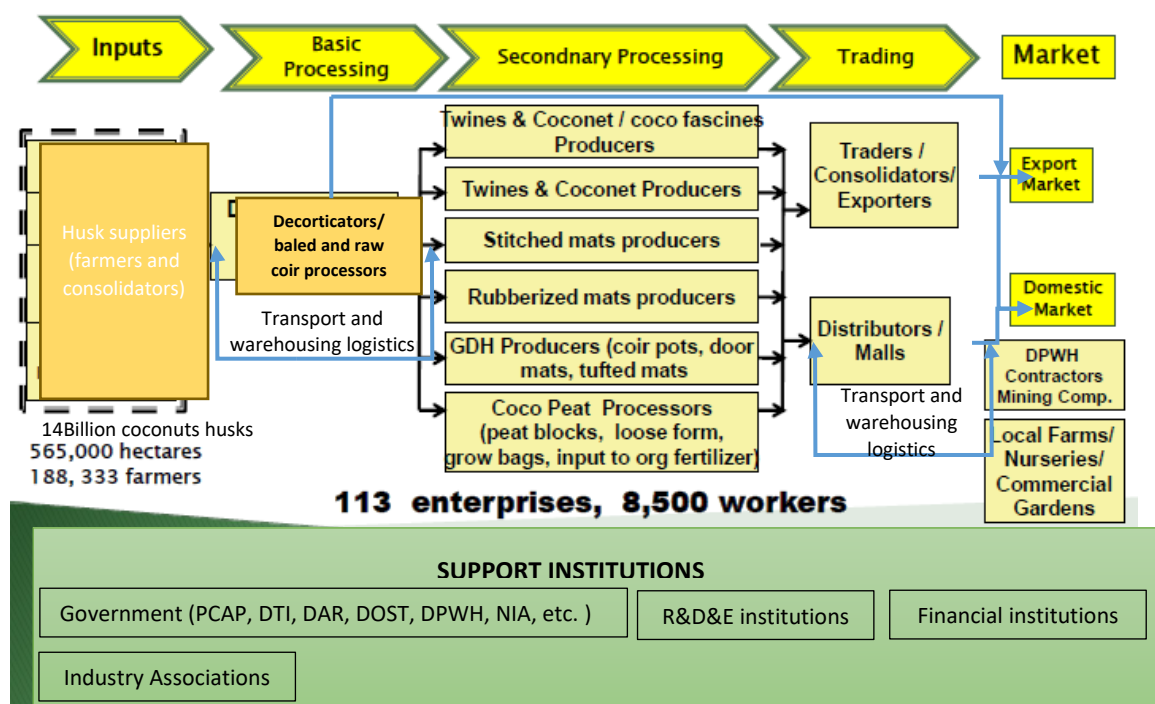 Inputs
Basic
Processing
Secondnary Processing
Trading
Market
Husk suppliers
(farmers and
consolidators)
14Billion coconuts husks
565,000 hectares
188, 333 farmers
Decorticators/
baled and raw
coir processors
Transport and
warehousing logistics
Twines & Coconet / coco fascines
Producers
Twines & Coconet Producers
Stitched mats producers
Rubberized mats producers
GDH Producers (coir pots, door
mats, tufted mats
Coco Peat Processors
(peat blocks, loose form,
grow bags, input to org fertilizer)
Traders /
Consolidators/
Exporters
Distributors /
Malls
Transport and
warehousing
logistics
Export
Market
Domestic
Market
DPWH
Contractors
Mining Comp.
Local Farms/
Nurseries/
Commercial
Gardens
113 enterprises, 8,500 workers
SUPPORT INSTITUTIONS
Government (PCAP, DTI, DAR, DOST, DPWH, NIA, etc. )
R&D&E institutions
Financial institutions
Industry Associations